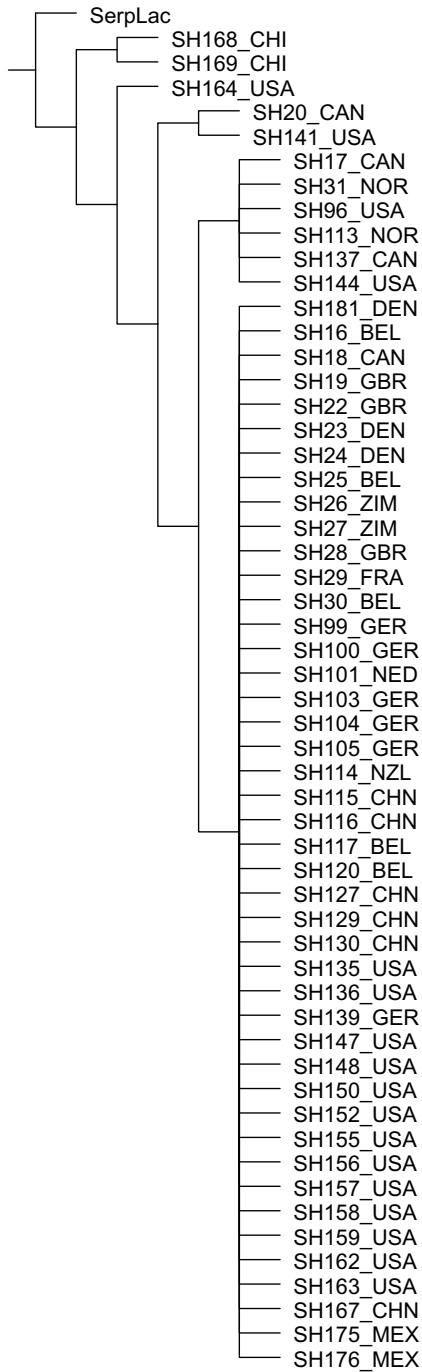 SerpLac
SH168_CHI
SH169_CHI
SH164_USA
SH20_CAN
SH141_USA
SH17_CAN
SH31_NOR
SH96_USA
SH113_NOR
SH137_CAN
SH144_USA
SH181_DEN
SH16_BEL
SH18_CAN
SH19_GBR
SH22_GBR
SH23_DEN
SH24_DEN
SH25_BEL
SH26_ZIM
SH27_ZIM
SH28_GBR
SH29_FRA
SH30_BEL
SH99_GER
SH100_GER
SH101_NED
SH103_GER
SH104_GER
SH105_GER
SH114_NZL
SH115_CHN
SH116_CHN
SH117_BEL
SH120_BEL
SH127_CHN
SH129_CHN
SH130_CHN
SH135_USA
SH136_USA
SH139_GER
SH147_USA
SH148_USA
SH150_USA
SH152_USA
SH155_USA
SH156_USA
SH157_USA
SH158_USA
SH159_USA
SH162_USA
SH163_USA
SH167_CHN
SH175_MEX
SH176_MEX